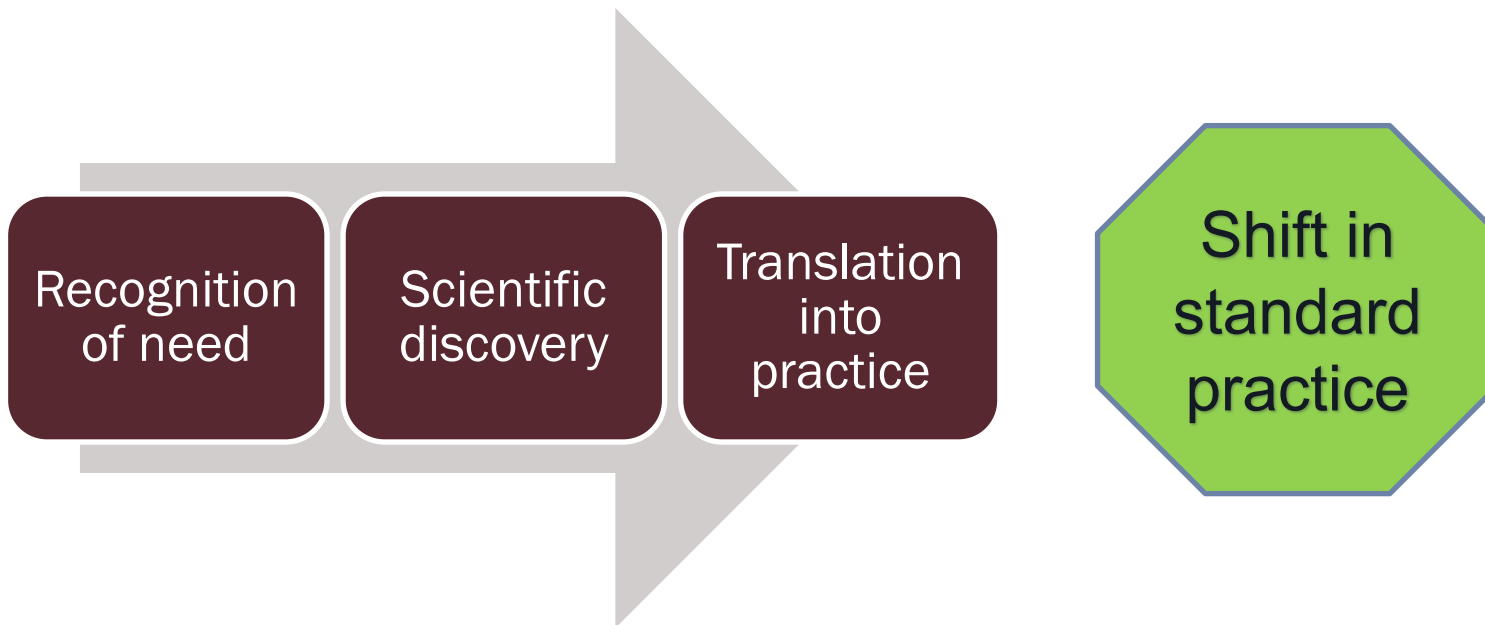 Recognition
of need
Scientific
discovery
Translation
into
practice
Shift in
standard
practice